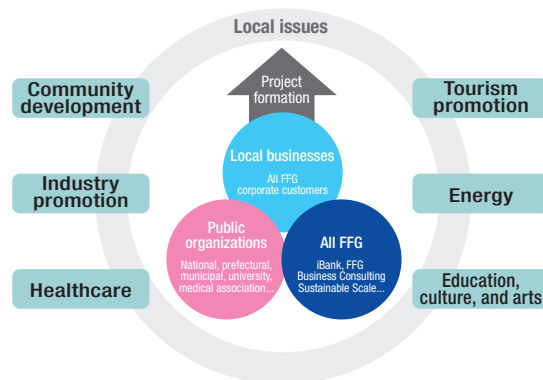 Local issues
Project
formation
Community
development
Tourism
promotion
Local businesses
All FFG
corporate customers
Industry
promotion
Energy
Public
organizations
National, prefectural,
municipal, university,
medical association...
All FFG
iBank, FFG
Business Consulting
Sustainable Scale...
Healthcare
Education,
culture, and arts